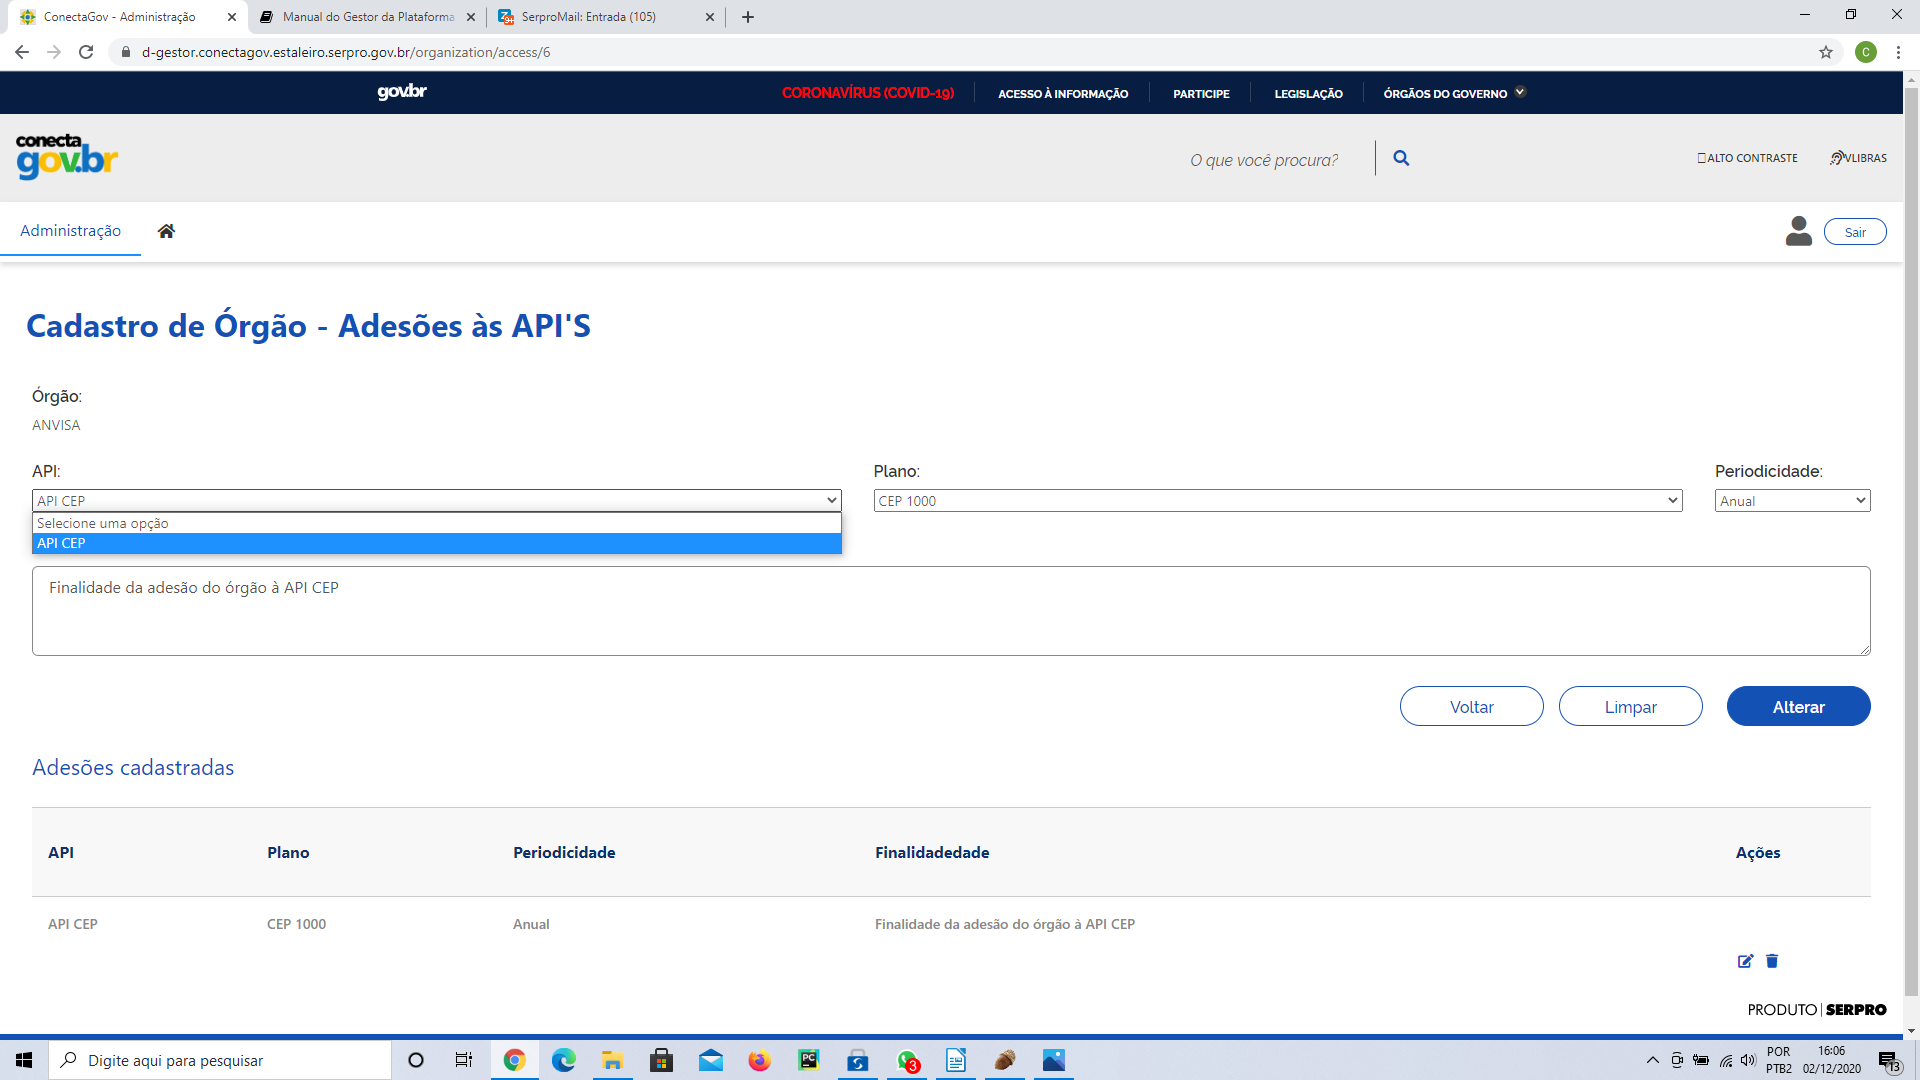 ConectaGov - Administração
Manual do Gestor da Plataforma
SerproMail: Entrada (105)
d-gestor.conectagov.estaleiro.serpro.gov.br/organization/access/6
C
gov.br
CORONAVÍRUS (COVID-19)
ACESSO À INFORMAÇÃO
PARTICIPE
LEGISLAÇÃO
ÓRGÃOS DO GOVERNO
conecta
gov.br
O que você procura?
ALTO CONTRASTE
VLIBRAS
Administração
Sair
Cadastro de Órgão - Adesões às API'S
Órgão:
ANVISA
API:
Plano:
Periodicidade:
API CEP
CEP 1000
Anual
Selecione uma opção
API CEP
Finalidade da adesão do órgão à API CEP
Voltar
Limpar
Alterar
Adesões cadastradas
API
Plano
Periodicidade
Finalidadedade
Ações
API CEP
CEP 1000
Anual
Finalidade da adesão do órgão à API CEP
PRODUTO | SERPRO
Digite aqui para pesquisar
PC
S
3
POR
PTB2
16:06
02/12/2020
13